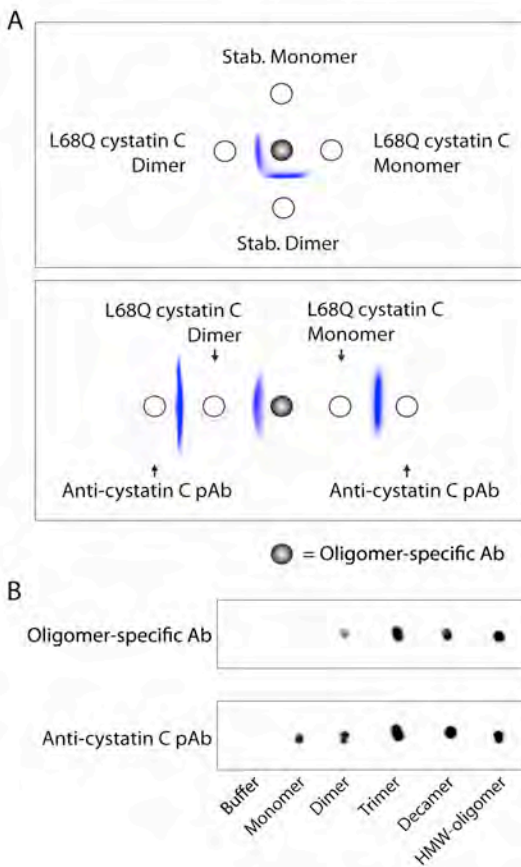 A
Stab. Monomer
L68Q cystatin C
Dimer
L68Q cystatin C
Monomer
Stab. Dimer
L68Q cystatin C
Dimer
L68Q cystatin C
Monomer
Anti-cystatin C pAb
Anti-cystatin C pAb
= Oligomer-specific Ab
B
Oligomer-specific Ab
Anti-cystatin C pAb
Buffer
Monomer
Dimer
Trimer
Decamer
HMW-oligomer